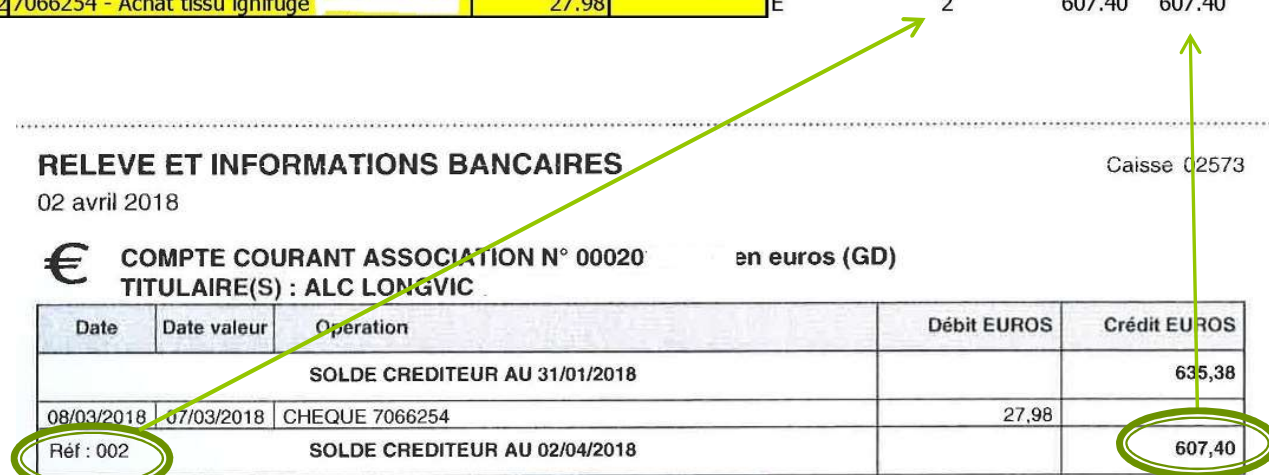 7066254 - Achat tissu ignifuge 27.98 E 2 607.40 607.40
RELEVE ET INFORMATIONS BANCAIRES Caisse 02573
02 avril 2018
€ COMPTE COURANT ASSOCIATION N° 00020 en euros (GD)
TITULAIRE(S) : ALC LONGVIC
Date Date valeur Opération Débit EUROS Crédit EUROS
SOLDE CREDITEUR AU 31/01/2018 635,38
08/03/2018 07/03/2018 CHEQUE 7066254 27,98
Réf : 002 SOLDE CREDITEUR AU 02/04/2018 607,40